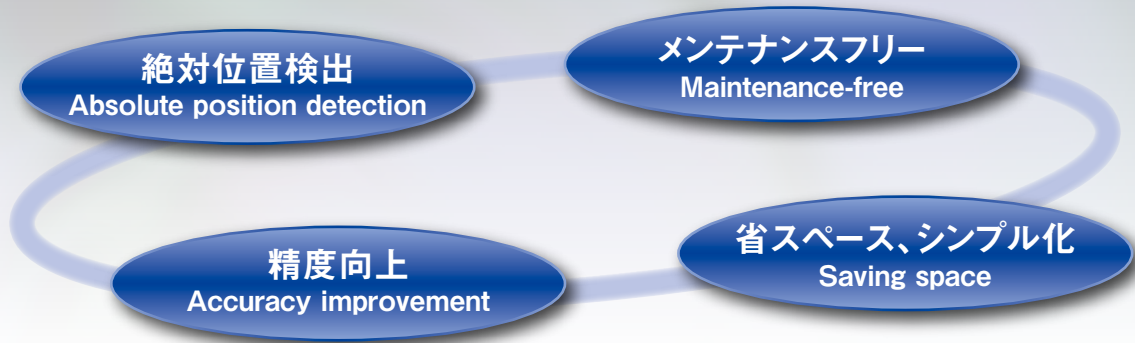 絶対位置検出
Absolute position detection
メンテナンスフリー
Maintenance-free
精度向上
Accuracy improvement
省スペース、シンプル化
Saving space